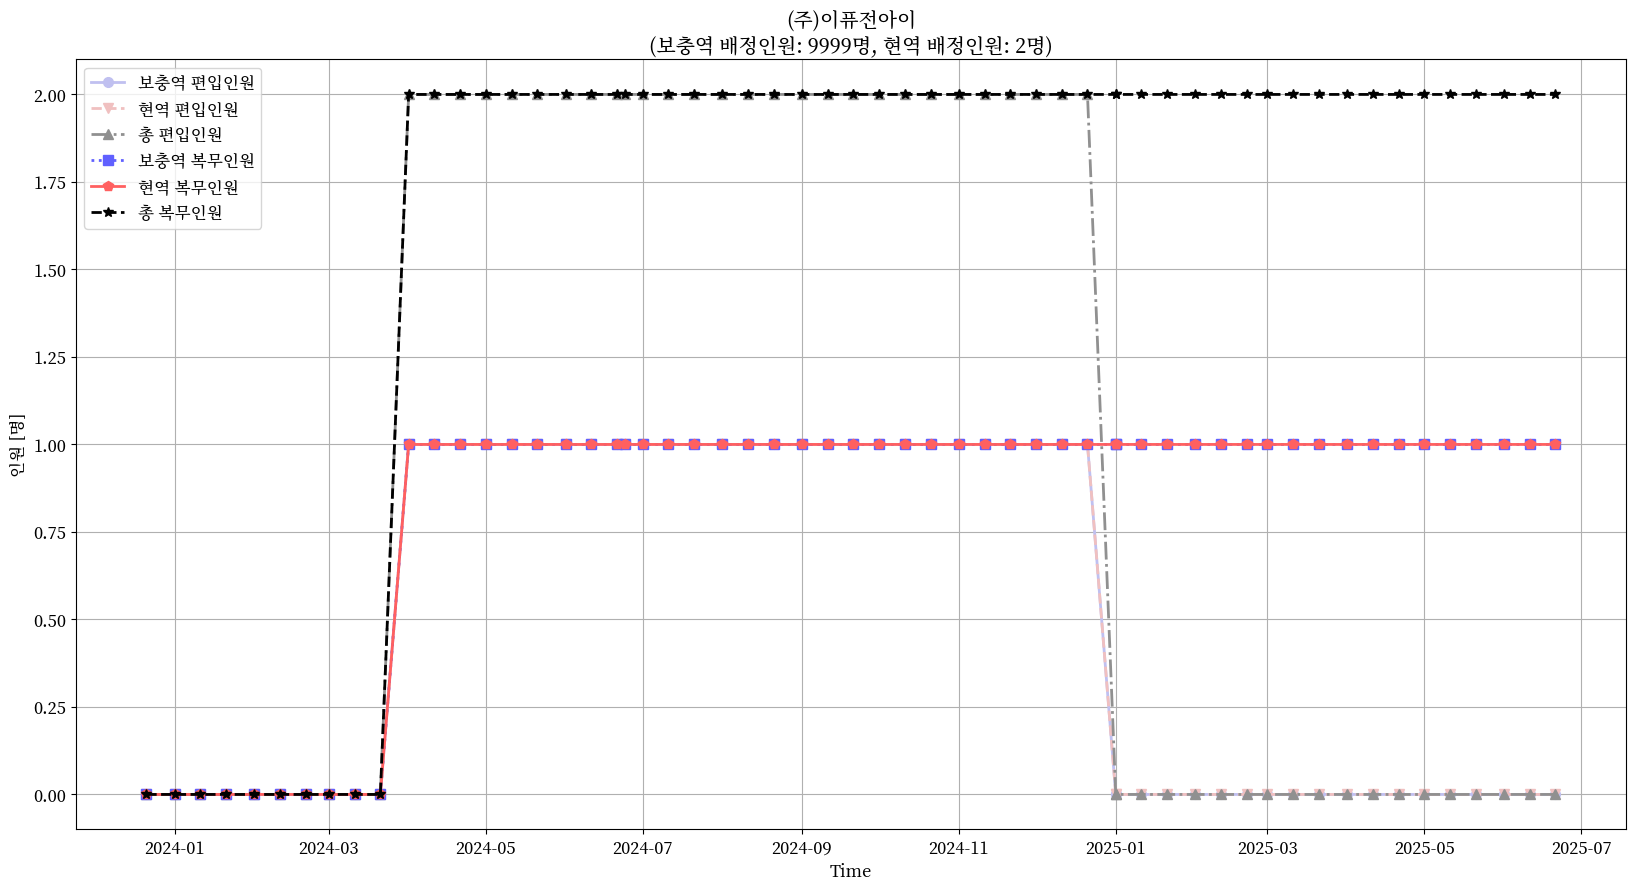 (주)이퓨전아이
(보충역 배정인원: 9999명, 현역 배정인원: 2명)
보충역 편입인원
현역 편입인원
총 편입인원
보충역 복무인원
현역 복무인원
총 복무인원
2.00
1.75
1.50
1.25
1.00
0.75
0.50
0.25
0.00
인원 [명]
2024-01
2024-03
2024-05
2024-07
2024-09
2024-11
2025-01
2025-03
2025-05
2025-07
Time